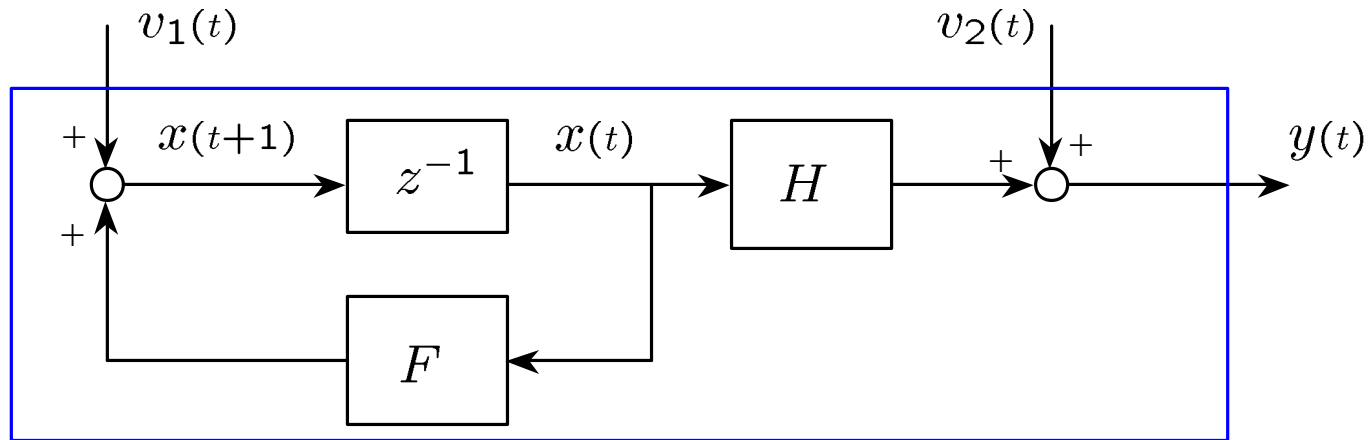 v₁(t)
v₂(t)
+
x(t+1)
z⁻¹
x(t)
H
+
+
y(t)
+
F